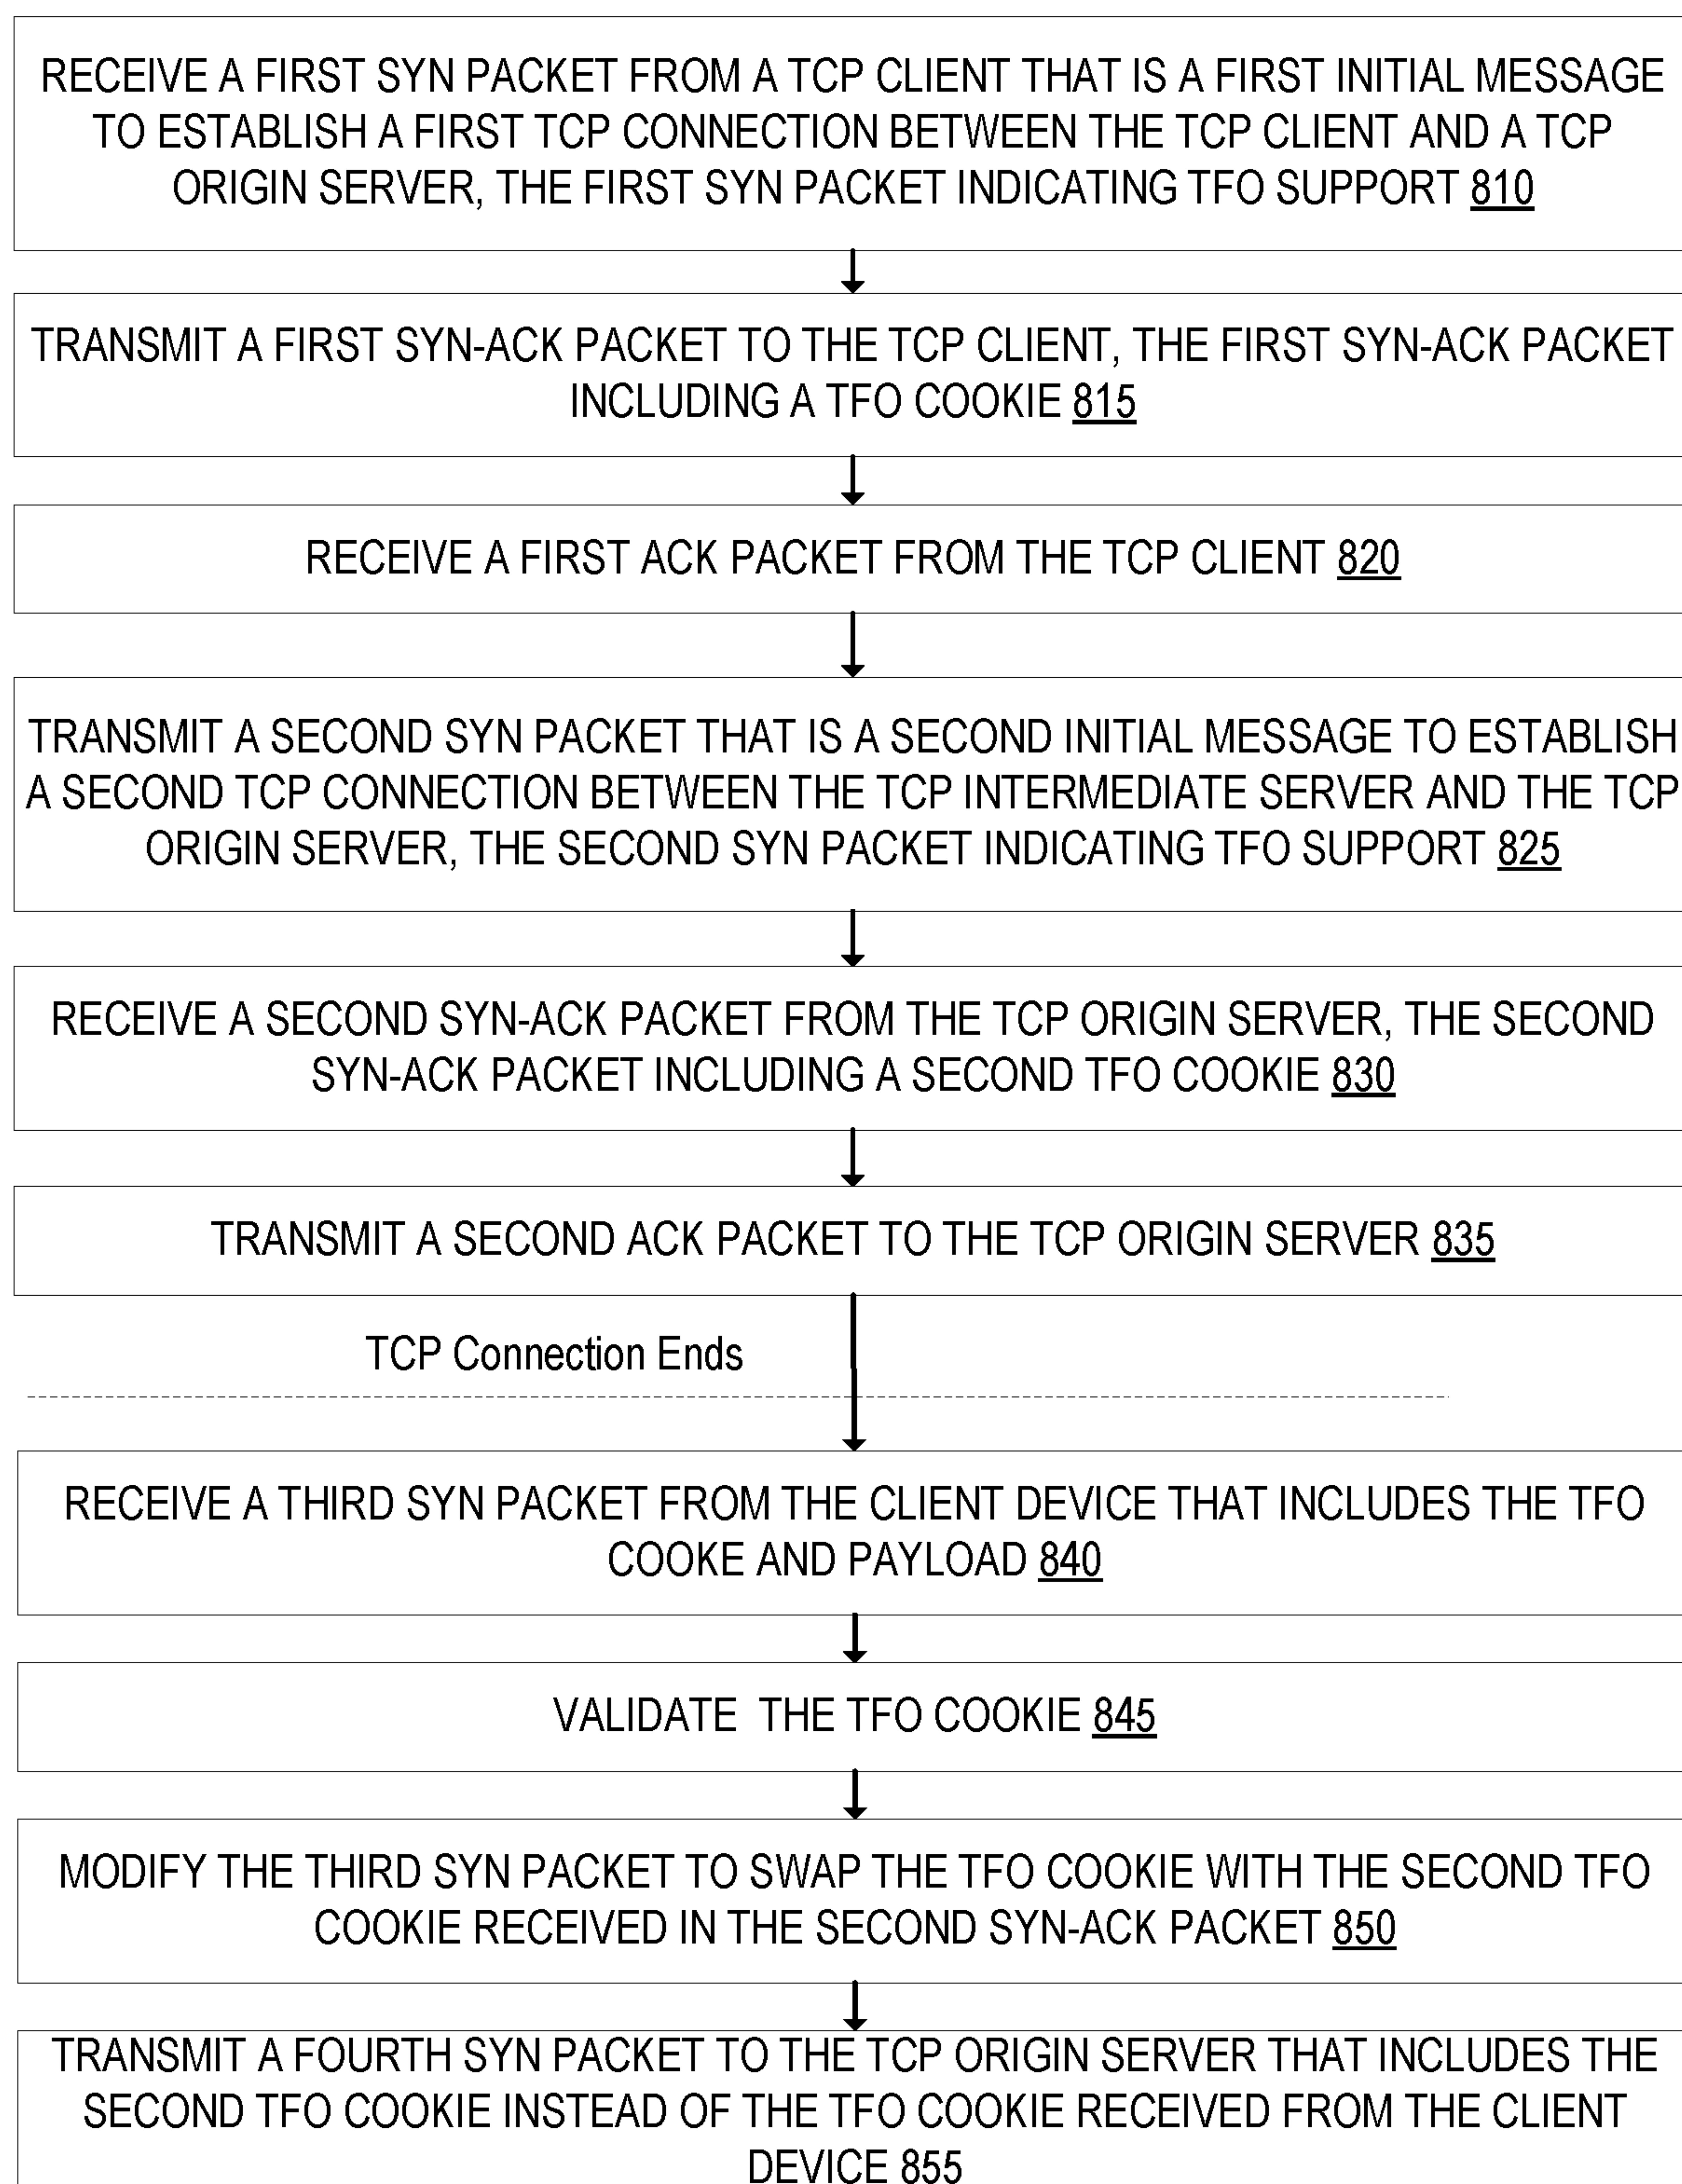 RECEIVE A FIRST SYN PACKET FROM A TCP CLIENT THAT IS A FIRST INITIAL MESSAGE
TO ESTABLISH A FIRST TCP CONNECTION BETWEEN THE TCP CLIENT AND A TCP
ORIGIN SERVER, THE FIRST SYN PACKET INDICATING TFO SUPPORT 810
TRANSMIT A FIRST SYN-ACK PACKET TO THE TCP CLIENT, THE FIRST SYN-ACK PACKET
INCLUDING A TFO COOKIE 815
RECEIVE A FIRST ACK PACKET FROM THE TCP CLIENT 820
TRANSMIT A SECOND SYN PACKET THAT IS A SECOND INITIAL MESSAGE TO ESTABLISH
A SECOND TCP CONNECTION BETWEEN THE TCP INTERMEDIATE SERVER AND THE TCP
ORIGIN SERVER, THE SECOND SYN PACKET INDICATING TFO SUPPORT 825
RECEIVE A SECOND SYN-ACK PACKET FROM THE TCP ORIGIN SERVER, THE SECOND
SYN-ACK PACKET INCLUDING A SECOND TFO COOKIE 830
TRANSMIT A SECOND ACK PACKET TO THE TCP ORIGIN SERVER 835
TCP Connection Ends
RECEIVE A THIRD SYN PACKET FROM THE CLIENT DEVICE THAT INCLUDES THE TFO
COOKE AND PAYLOAD 840
VALIDATE THE TFO COOKIE 845
MODIFY THE THIRD SYN PACKET TO SWAP THE TFO COOKIE WITH THE SECOND TFO
COOKIE RECEIVED IN THE SECOND SYN-ACK PACKET 850
TRANSMIT A FOURTH SYN PACKET TO THE TCP ORIGIN SERVER THAT INCLUDES THE
SECOND TFO COOKIE INSTEAD OF THE TFO COOKIE RECEIVED FROM THE CLIENT
DEVICE 855